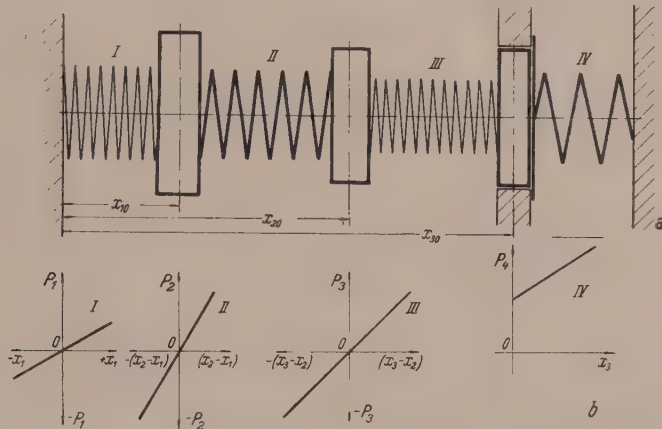 I II III IV
x10
x20
x30
a
P1 P2 P3 P4
I II III IV
0 0 0 0
-x1 +x1 -(x2-x1) (x2-x1) -(x3-x2) (x3-x2) x3
-P1 -P2 -P3 b